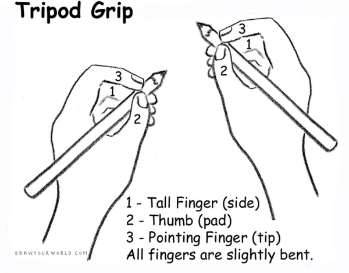 Tripod Grip
3
1
2
3
1
2
1 - Tall Finger (side)
2 - Thumb (pad)
3 - Pointing Finger (tip)
All fingers are slightly bent.
DRAWYOURWORLD.COM